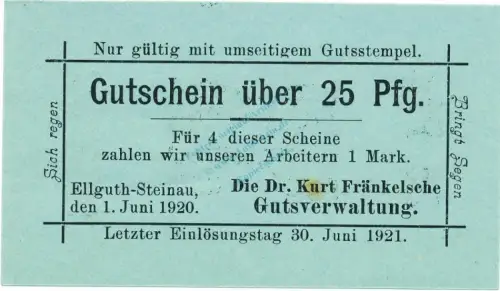 Nur gültig mit umseitigem Gutsstempel.
Sich regen
Gutschein über 25 Pfg.
Für 4 dieser Scheine
zahlen wir unseren Arbeitern 1 Mark.
Ellguth-Steinau,
den 1. Juni 1920.
Die Dr. Kurt Fränkelsche
Gutsverwaltung.
Bringt Segen
Letzter Einlösungstag 30. Juni 1921.